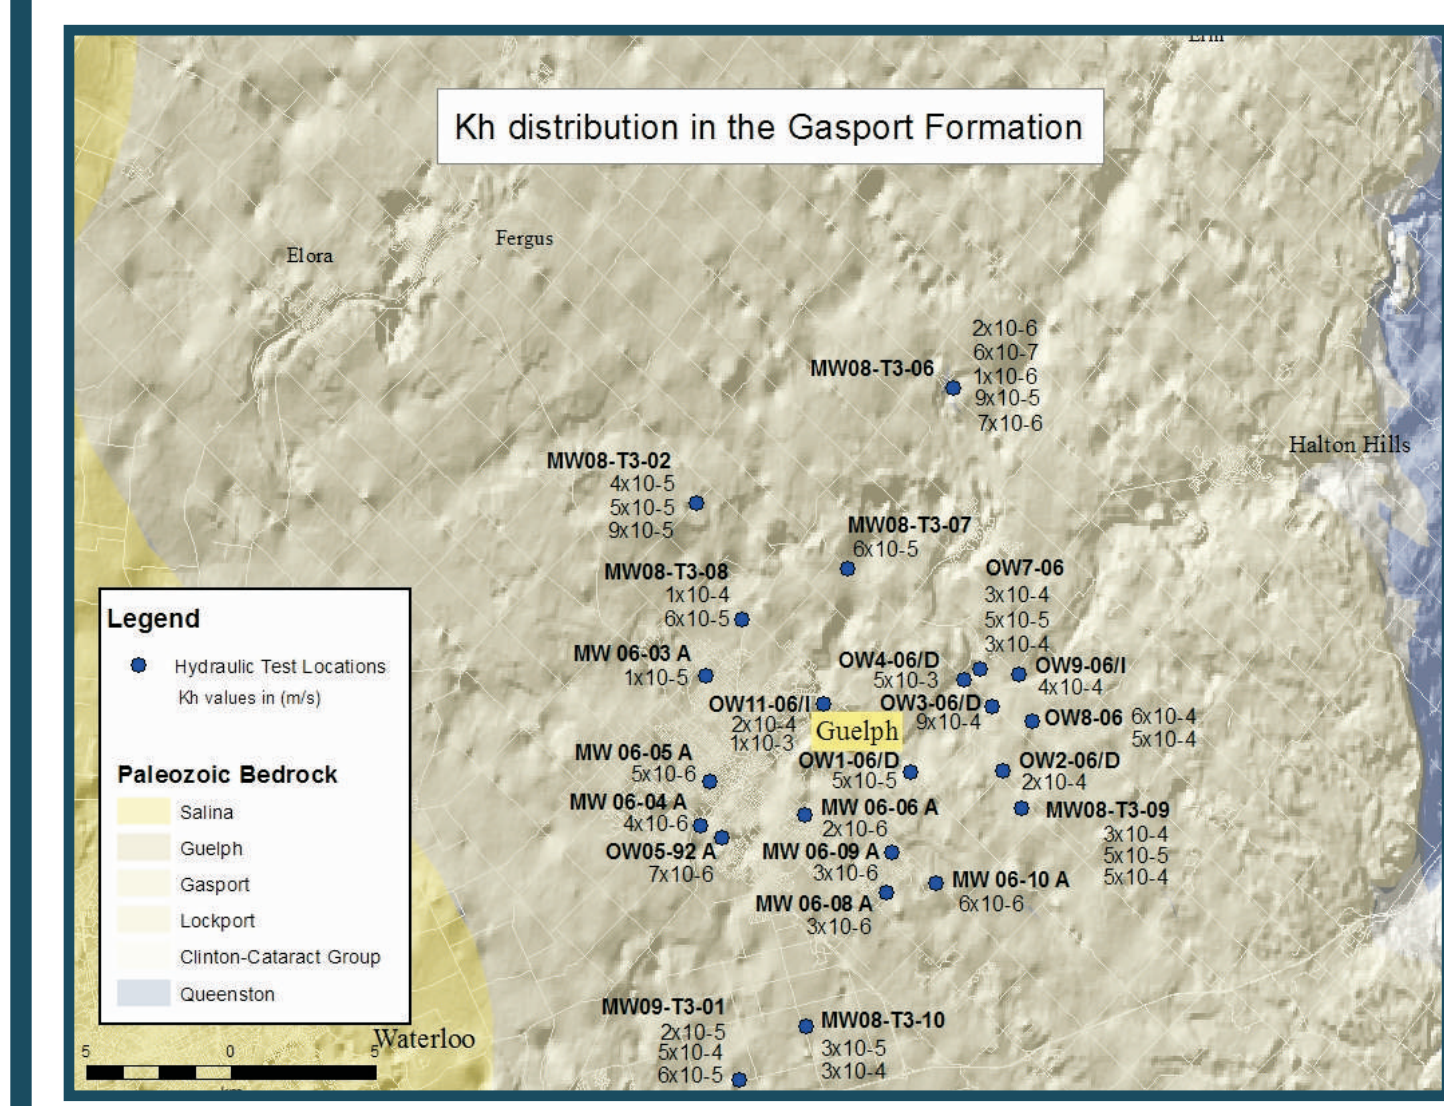 Erin
Kh distribution in the Gasport Formation
Fergus
Elora
MW08-T3-06
2x10-6
6x10-7
1x10-6
9x10-5
7x10-6
Halton Hills
MW08-T3-02
4x10-5
5x10-5
9x10-5
MW08-T3-07
6x10-5
MW08-T3-08
1x10-4
6x10-5
OW7-06
3x10-4
5x10-5
3x10-4
MW 06-03 A
1x10-5
OW4-06/D
5x10-3
OW9-06/I
4x10-4
OW11-06/I
2x10-4
1x10-3
Guelph
OW3-06/D
9x10-4
OW8-06 6x10-4
5x10-4
MW 06-05 A
5x10-6
OW1-06/D
5x10-5
OW2-06/D
2x10-4
MW 06-04 A
4x10-6
MW 06-06 A
2x10-6
MW08-T3-09
3x10-4
5x10-5
5x10-4
OW05-92 A
7x10-6
MW 06-09 A
3x10-6
MW 06-10 A
6x10-6
MW 06-08 A
3x10-6
MW09-T3-01
2x10-5
5x10-4
6x10-5
MW08-T3-10
3x10-5
3x10-4
Waterloo
Legend
Hydraulic Test Locations
Kh values in (m/s)
Paleozoic Bedrock
Salina
Guelph
Gasport
Lockport
Clinton-Cataract Group
Queenston
5 0 5